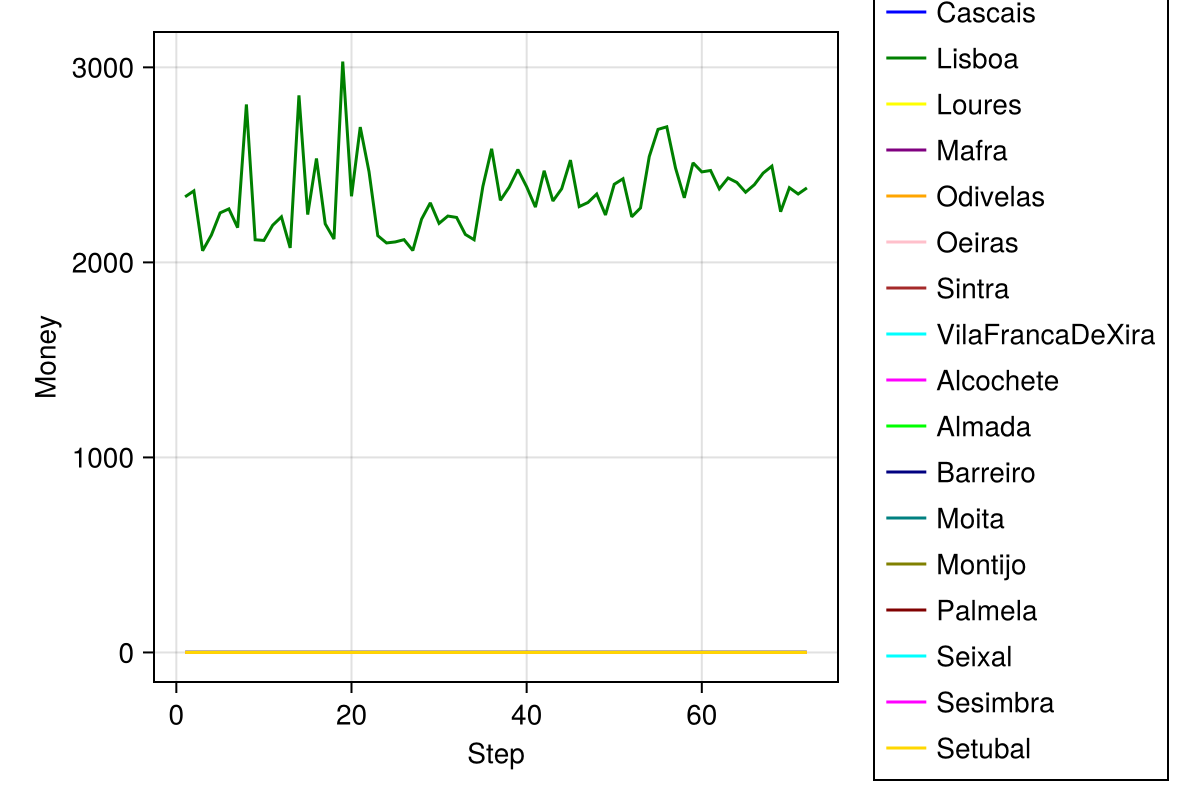 3000
2000
1000
0
Money
0 20 40 60
Step
Cascais
Lisboa
Loures
Mafra
Odivelas
Oeiras
Sintra
VilaFrancaDeXira
Alcochete
Almada
Barreiro
Moita
Montijo
Palmela
Seixal
Sesimbra
Setubal